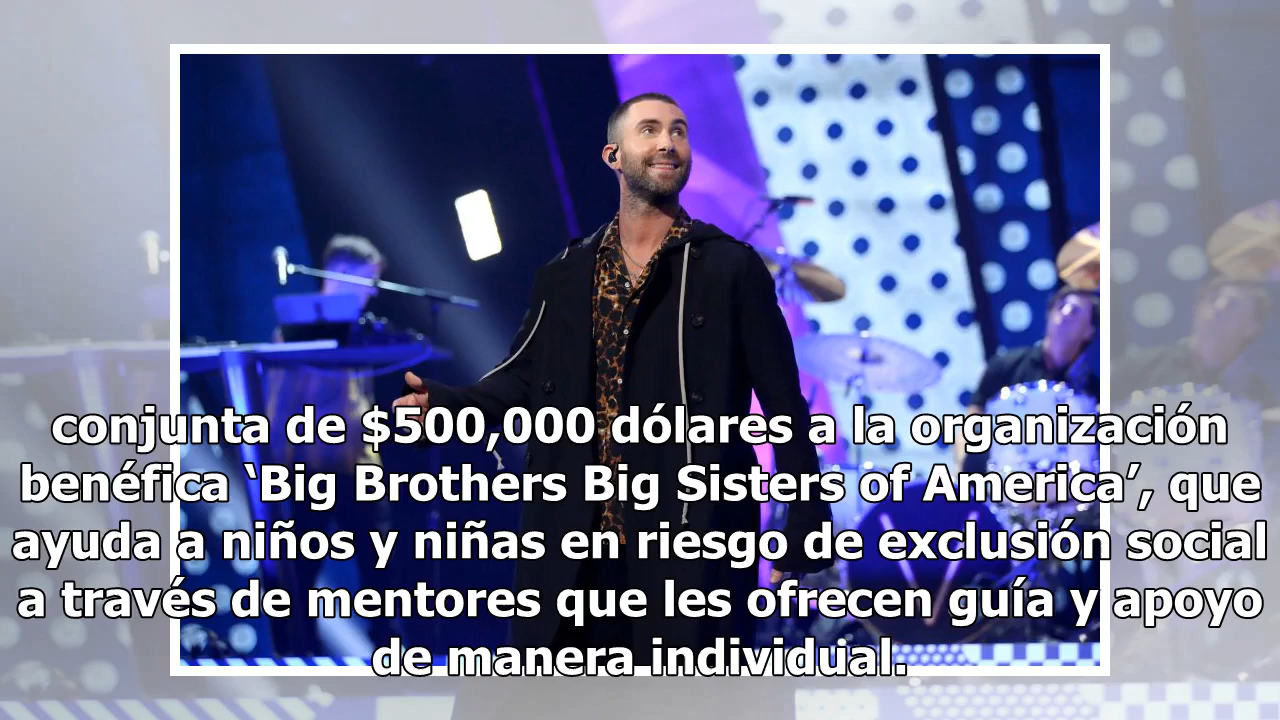 conjunta de $500,000 dólares a la organización
benéfica ‘Big Brothers Big Sisters of America’, que
ayuda a niños y niñas en riesgo de exclusión social
a través de mentores que les ofrecen guía y apoyo
de manera individual.